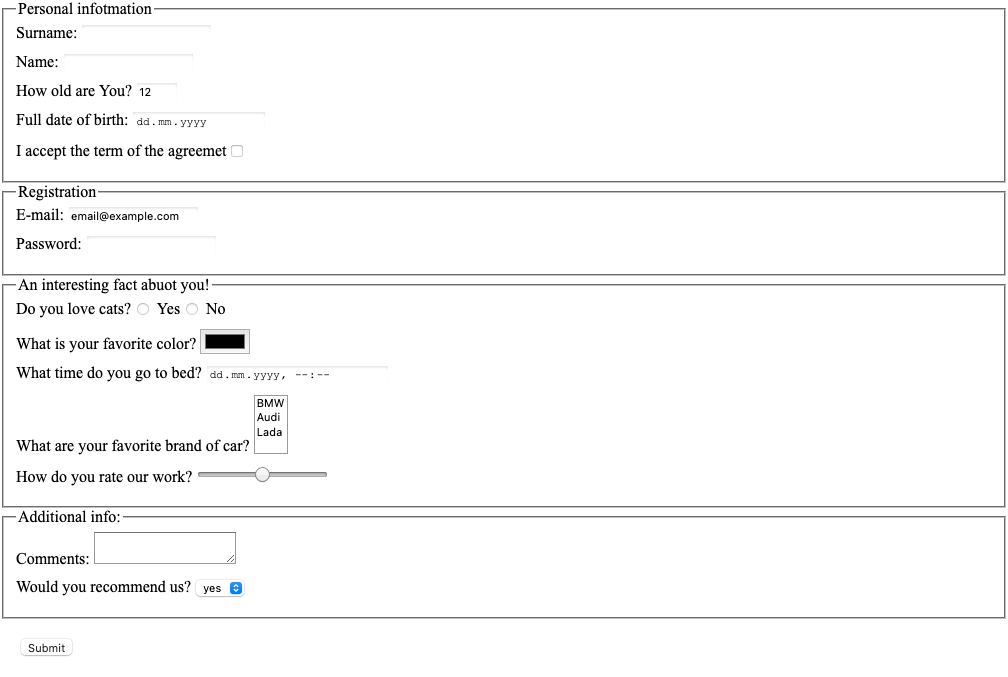 Personal infotmation
Surname:
Name:
How old are You? 12
Full date of birth: dd.mm.yyyy
I accept the term of the agreemet
Registration
E-mail: email@example.com
Password:
An interesting fact abuot you!
Do you love cats? Yes No
What is your favorite color?
What time do you go to bed? dd.mm.yyyy, --:--
BMW
Audi
Lada
What are your favorite brand of car?
How do you rate our work?
Additional info:
Comments:
Would you recommend us? yes
Submit